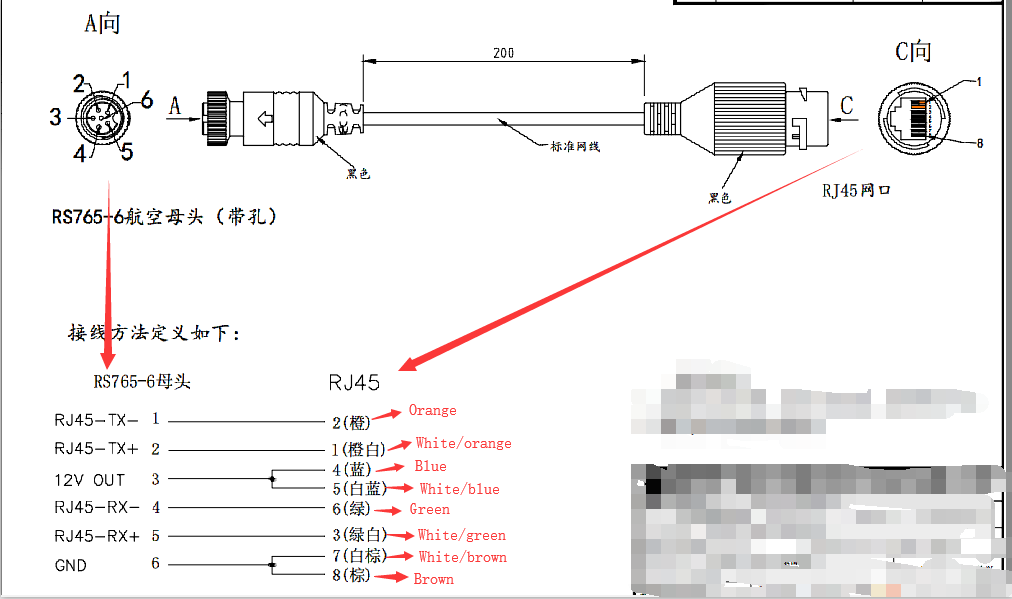 A向
C向
200
2
1
6
3
4
5
A
C
1
8
标准网线
黑色
黑色
RJ45网口
RS765-6航空母头（带孔）
接线方法定义如下：
RS765-6母头
RJ45
RJ45-TX- 1 2(橙) Orange
RJ45-TX+ 2 1(橙白) White/orange
12V OUT 3 4(蓝) Blue
5(白蓝) White/blue
RJ45-RX- 4 6(绿) Green
RJ45-RX+ 5 3(绿白) White/green
GND 6 7(白棕) White/brown
8(棕) Brown